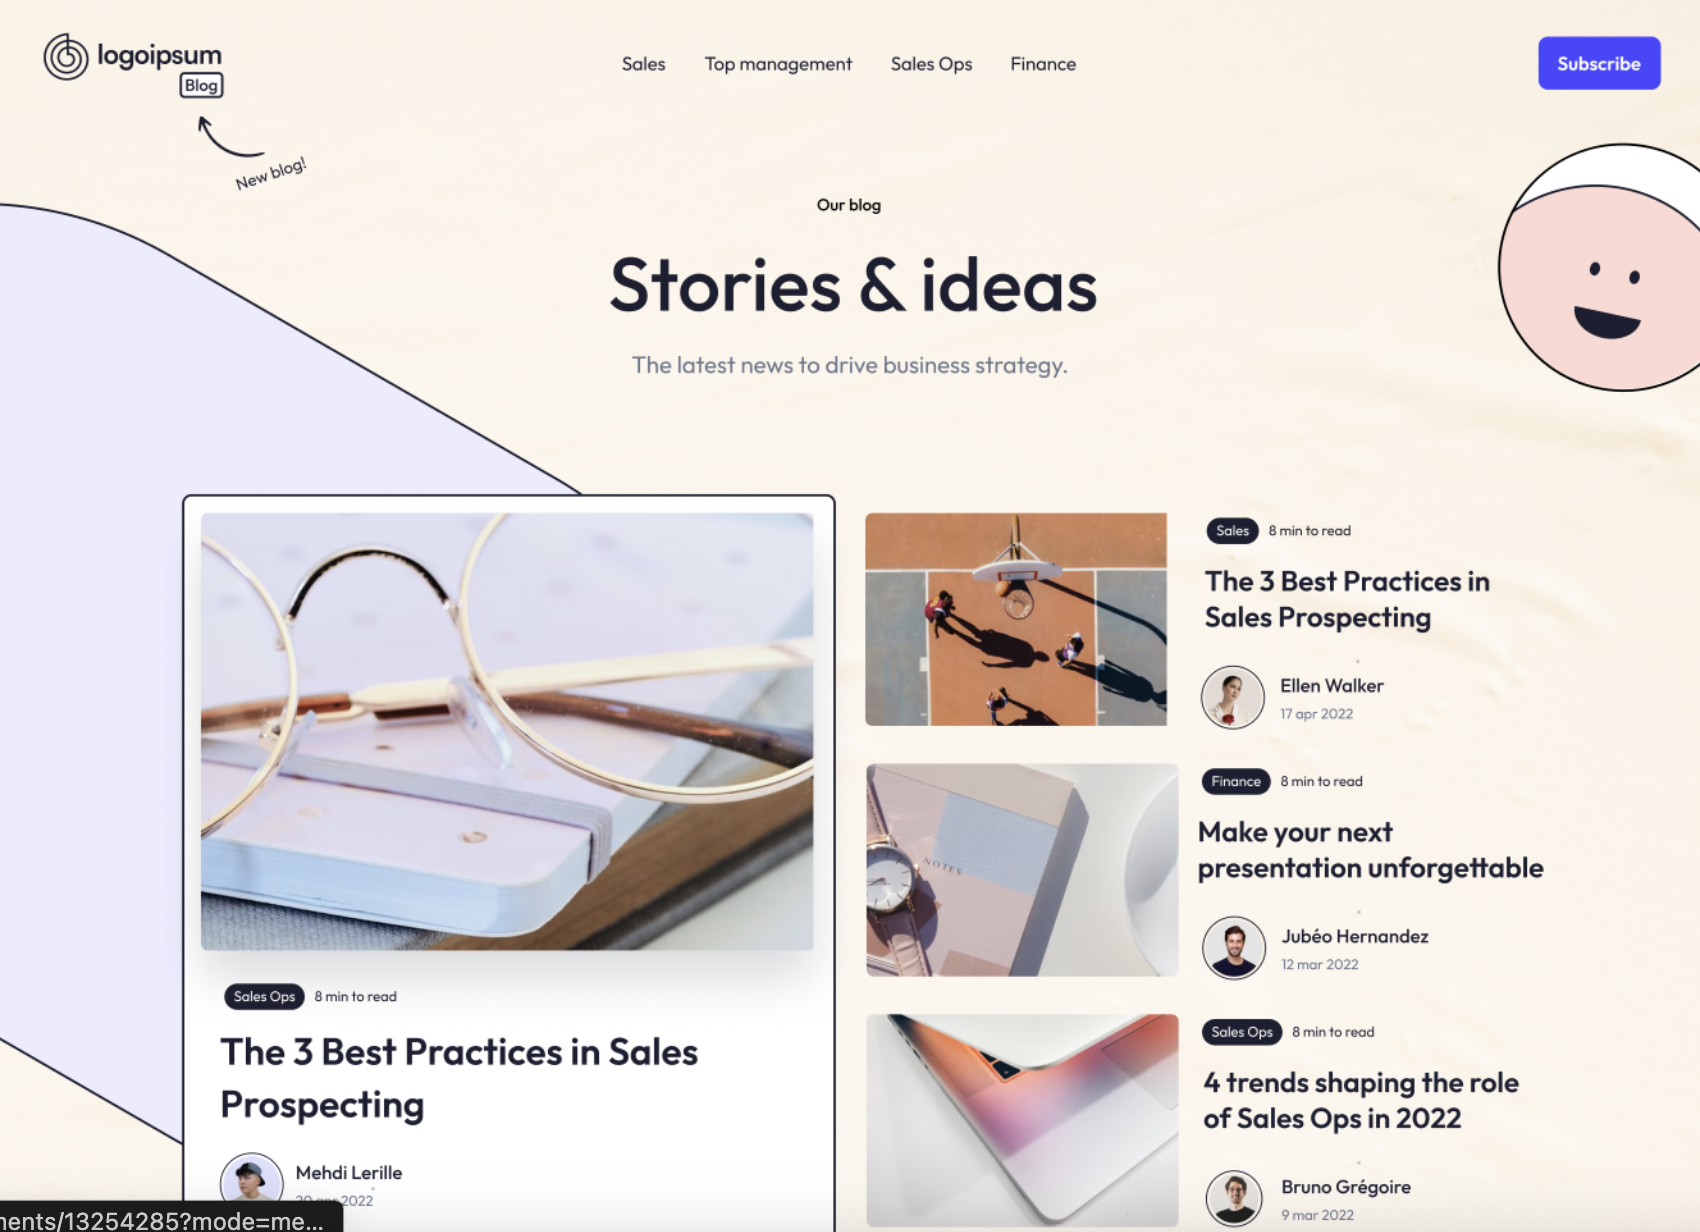 logoipsum
Blog
Sales
Top management
Sales Ops
Finance
Subscribe
New blog!
Our blog
Stories & ideas
The latest news to drive business strategy.
Sales Ops 8 min to read
The 3 Best Practices in Sales
Prospecting
Mehdi Lerille
20 apr 2022
Sales 8 min to read
The 3 Best Practices in
Sales Prospecting
Ellen Walker
17 apr 2022
NOTES
Finance 8 min to read
Make your next
presentation unforgettable
Jubéo Hernandez
12 mar 2022
Sales Ops 8 min to read
4 trends shaping the role
of Sales Ops in 2022
Bruno Grégoire
9 mar 2022
nents/13254285?mode=me...